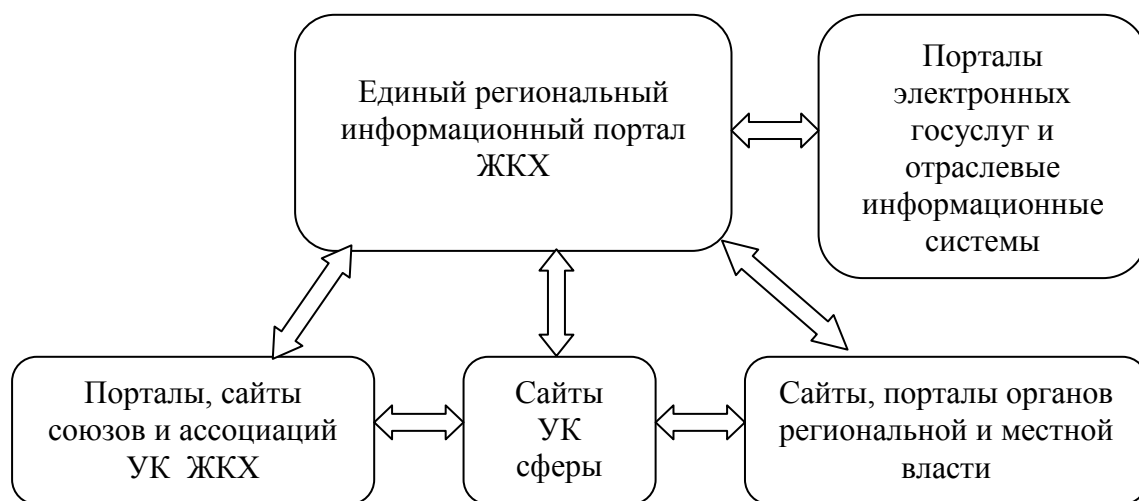 Единый региональный
информационный портал
ЖКХ
Порталы
электронных
госуслуг и
отраслевые
информационные
системы
Порталы, сайты
союзов и ассоциаций
УК ЖКХ
Сайты
УК
сферы
Сайты, порталы органов
региональной и местной
власти